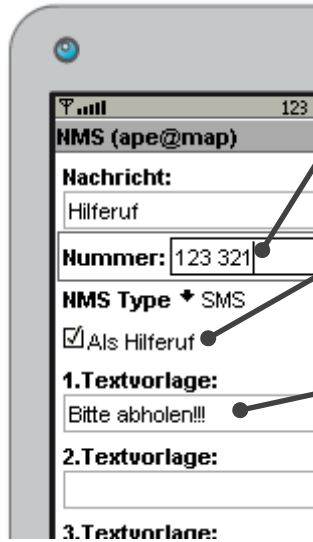 123
NMS (ape@map)
Nachricht:
Hilferuf
Nummer: 123 321
NMS Type SMS
Als Hilferuf
1.Textvorlage:
Bitte abholen!!!
2.Textvorlage:
3.Textvorlage: